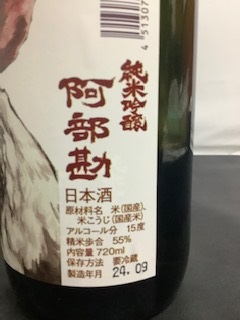 4 51307
純米吟醸
阿部勘
日本酒
原材料名 米(国産)、
米こうじ(国産米)
アルコール分 15度
精米歩合 55%
内容量 720ml
保存方法 要冷蔵
製造年月 24.09